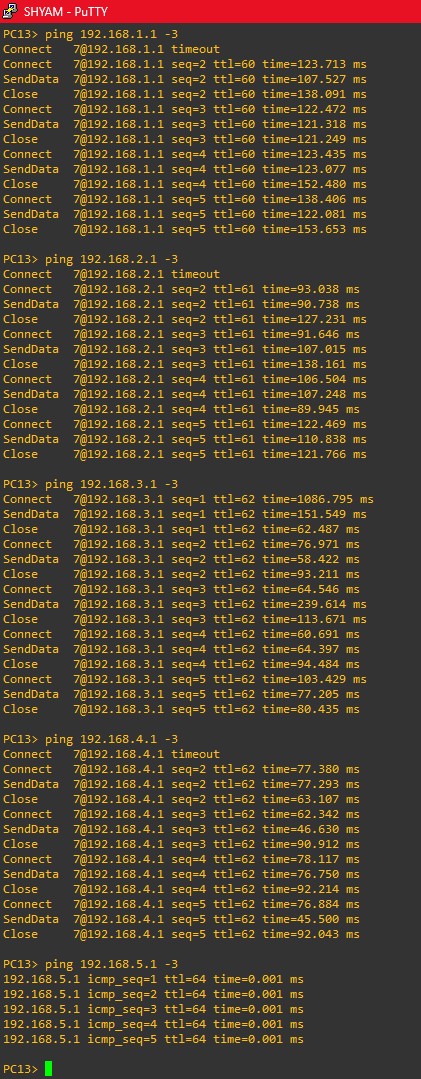 SHYAM - PuTTY
PC13> ping 192.168.1.1 -3
Connect   7@192.168.1.1 timeout
Connect   7@192.168.1.1 seq=2 ttl=60 time=123.713 ms
SendData  7@192.168.1.1 seq=2 ttl=60 time=107.527 ms
Close     7@192.168.1.1 seq=2 ttl=60 time=138.091 ms
Connect   7@192.168.1.1 seq=3 ttl=60 time=122.472 ms
SendData  7@192.168.1.1 seq=3 ttl=60 time=121.318 ms
Close     7@192.168.1.1 seq=3 ttl=60 time=121.249 ms
Connect   7@192.168.1.1 seq=4 ttl=60 time=123.435 ms
SendData  7@192.168.1.1 seq=4 ttl=60 time=123.077 ms
Close     7@192.168.1.1 seq=4 ttl=60 time=152.480 ms
Connect   7@192.168.1.1 seq=5 ttl=60 time=138.406 ms
SendData  7@192.168.1.1 seq=5 ttl=60 time=122.081 ms
Close     7@192.168.1.1 seq=5 ttl=60 time=153.653 ms
PC13> ping 192.168.2.1 -3
Connect   7@192.168.2.1 timeout
Connect   7@192.168.2.1 seq=2 ttl=61 time=93.038 ms
SendData  7@192.168.2.1 seq=2 ttl=61 time=90.738 ms
Close     7@192.168.2.1 seq=2 ttl=61 time=127.231 ms
Connect   7@192.168.2.1 seq=3 ttl=61 time=91.646 ms
SendData  7@192.168.2.1 seq=3 ttl=61 time=107.015 ms
Close     7@192.168.2.1 seq=3 ttl=61 time=138.161 ms
Connect   7@192.168.2.1 seq=4 ttl=61 time=106.504 ms
SendData  7@192.168.2.1 seq=4 ttl=61 time=107.248 ms
Close     7@192.168.2.1 seq=4 ttl=61 time=89.945 ms
Connect   7@192.168.2.1 seq=5 ttl=61 time=122.469 ms
SendData  7@192.168.2.1 seq=5 ttl=61 time=110.838 ms
Close     7@192.168.2.1 seq=5 ttl=61 time=121.766 ms
PC13> ping 192.168.3.1 -3
Connect   7@192.168.3.1 seq=1 ttl=62 time=1086.795 ms
SendData  7@192.168.3.1 seq=1 ttl=62 time=151.549 ms
Close     7@192.168.3.1 seq=1 ttl=62 time=62.487 ms
Connect   7@192.168.3.1 seq=2 ttl=62 time=76.971 ms
SendData  7@192.168.3.1 seq=2 ttl=62 time=58.422 ms
Close     7@192.168.3.1 seq=2 ttl=62 time=93.211 ms
Connect   7@192.168.3.1 seq=3 ttl=62 time=64.546 ms
SendData  7@192.168.3.1 seq=3 ttl=62 time=239.614 ms
Close     7@192.168.3.1 seq=3 ttl=62 time=113.671 ms
Connect   7@192.168.3.1 seq=4 ttl=62 time=60.691 ms
SendData  7@192.168.3.1 seq=4 ttl=62 time=64.397 ms
Close     7@192.168.3.1 seq=4 ttl=62 time=94.484 ms
Connect   7@192.168.3.1 seq=5 ttl=62 time=103.429 ms
SendData  7@192.168.3.1 seq=5 ttl=62 time=77.205 ms
Close     7@192.168.3.1 seq=5 ttl=62 time=80.435 ms
PC13> ping 192.168.4.1 -3
Connect   7@192.168.4.1 timeout
Connect   7@192.168.4.1 seq=2 ttl=62 time=77.380 ms
SendData  7@192.168.4.1 seq=2 ttl=62 time=77.293 ms
Close     7@192.168.4.1 seq=2 ttl=62 time=63.107 ms
Connect   7@192.168.4.1 seq=3 ttl=62 time=62.342 ms
SendData  7@192.168.4.1 seq=3 ttl=62 time=46.630 ms
Close     7@192.168.4.1 seq=3 ttl=62 time=90.912 ms
Connect   7@192.168.4.1 seq=4 ttl=62 time=78.117 ms
SendData  7@192.168.4.1 seq=4 ttl=62 time=76.750 ms
Close     7@192.168.4.1 seq=4 ttl=62 time=92.214 ms
Connect   7@192.168.4.1 seq=5 ttl=62 time=76.884 ms
SendData  7@192.168.4.1 seq=5 ttl=62 time=45.500 ms
Close     7@192.168.4.1 seq=5 ttl=62 time=92.043 ms
PC13> ping 192.168.5.1 -3
192.168.5.1 icmp_seq=1 ttl=64 time=0.001 ms
192.168.5.1 icmp_seq=2 ttl=64 time=0.001 ms
192.168.5.1 icmp_seq=3 ttl=64 time=0.001 ms
192.168.5.1 icmp_seq=4 ttl=64 time=0.001 ms
192.168.5.1 icmp_seq=5 ttl=64 time=0.001 ms
PC13>